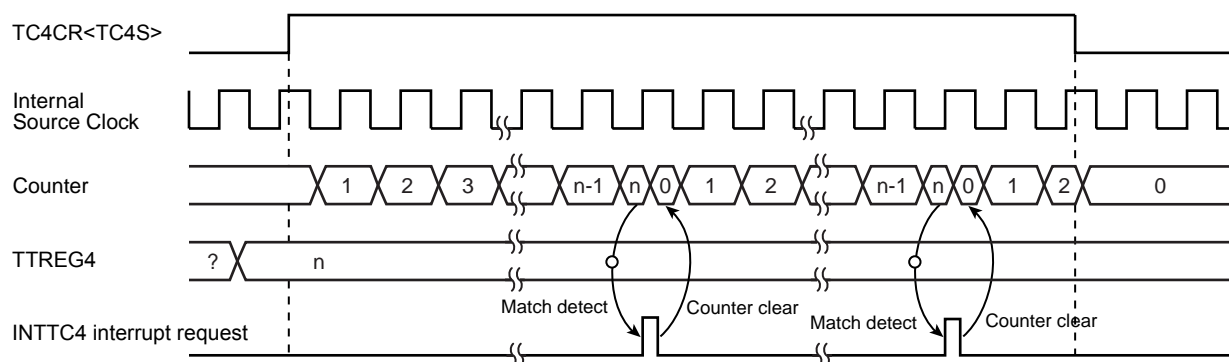 TC4CR<TC4S>
Internal
Source Clock
Counter
1 2 3 n-1 n 0 1 2 n-1 n 0 1 2 0
TTREG4
? n
Match detect Counter clear Match detect Counter clear
INTTC4 interrupt request